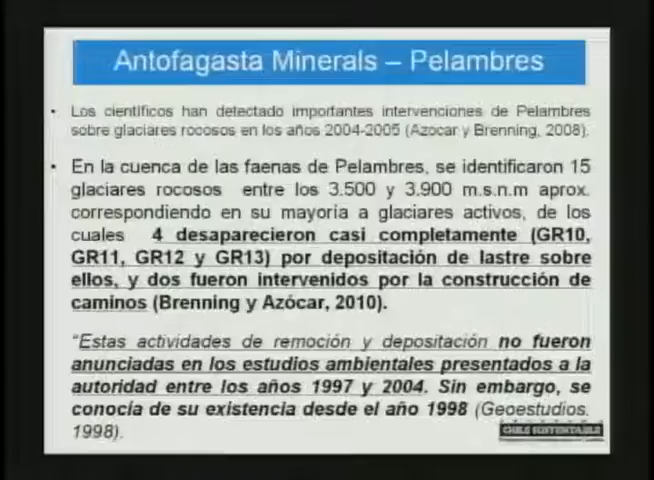 Antofagasta Minerals – Pelambres
• Los científicos han detectado importantes intervenciones de Pelambres
sobre glaciares rocosos en los años 2004-2005 (Azocar y Brenning, 2008).
• En la cuenca de las faenas de Pelambres, se identificaron 15
glaciares rocosos entre los 3.500 y 3.900 m.s.n.m aprox.
correspondiendo en su mayoría a glaciares activos, de los
cuales 4 desaparecieron casi completamente (GR10,
GR11, GR12 y GR13) por depositación de lastre sobre
ellos, y dos fueron intervenidos por la construcción de
caminos (Brenning y Azócar, 2010).
“Estas actividades de remoción y depositación no fueron
anunciadas en los estudios ambientales presentados a la
autoridad entre los años 1997 y 2004. Sin embargo, se
conocía de su existencia desde el año 1998 (Geoestudios.
1998).
CHILE SUSTENTABLE